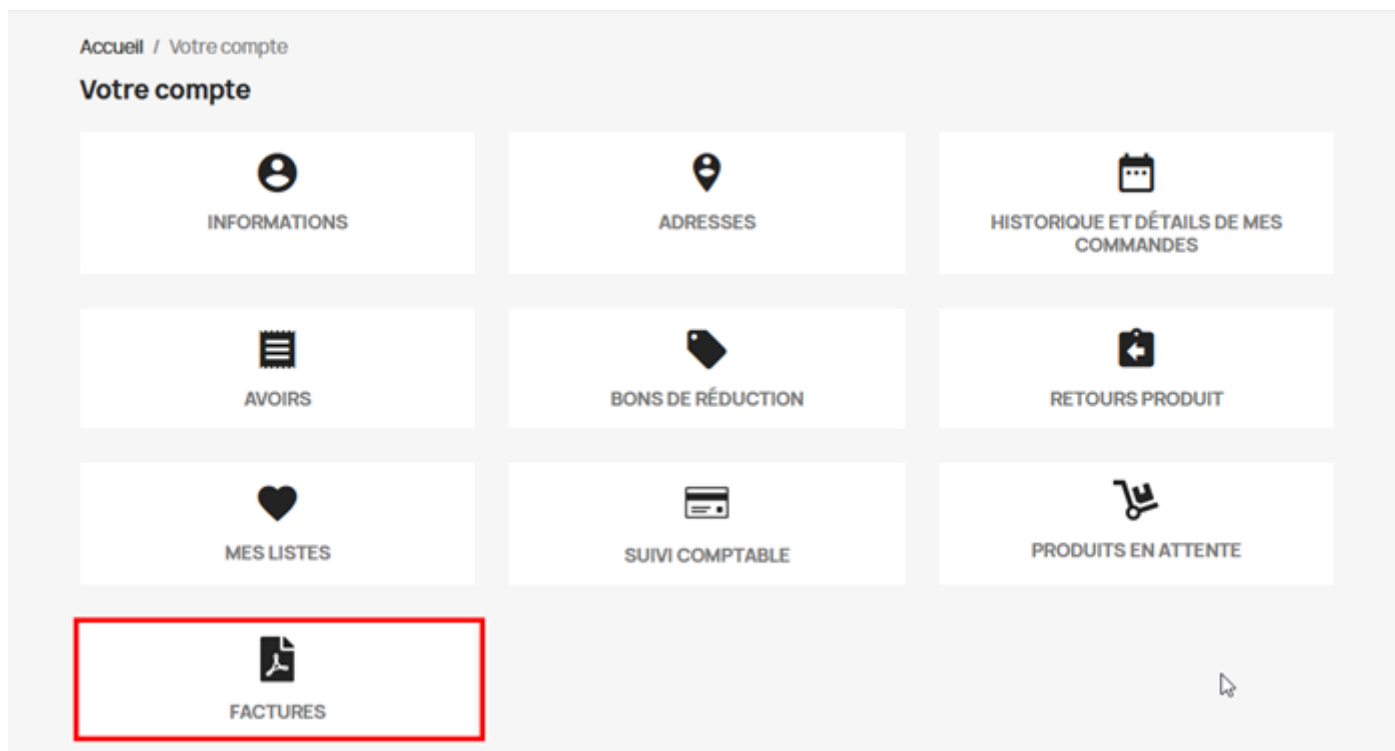 Accueil / Votre compte
Votre compte
INFORMATIONS
ADRESSES
HISTORIQUE ET DÉTAILS DE MES
COMMANDES
AVOIRS
BONS DE RÉDUCTION
RETOURS PRODUIT
MES LISTES
SUIVI COMPTABLE
PRODUITS EN ATTENTE
FACTURES